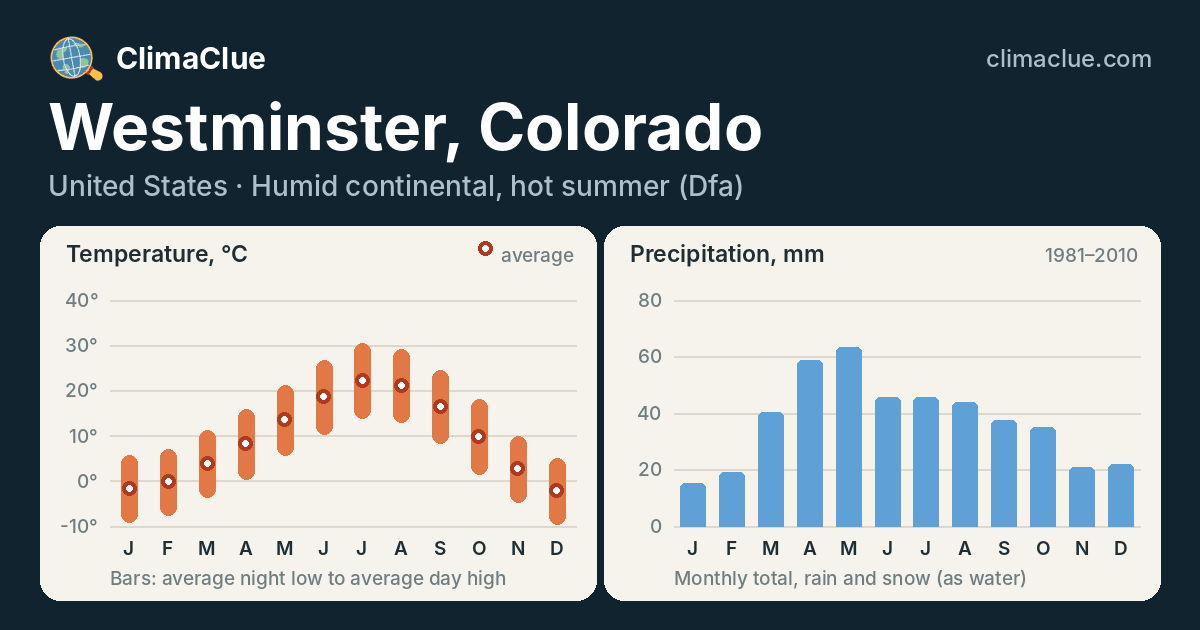 ClimaClue
climaclue.com
Westminster, Colorado
United States · Humid continental, hot summer (Dfa)
Temperature, °C
average
40°
30°
20°
10°
0°
-10°
J F M A M J J A S O N D
Bars: average night low to average day high
Precipitation, mm
1981–2010
80
60
40
20
0
J F M A M J J A S O N D
Monthly total, rain and snow (as water)